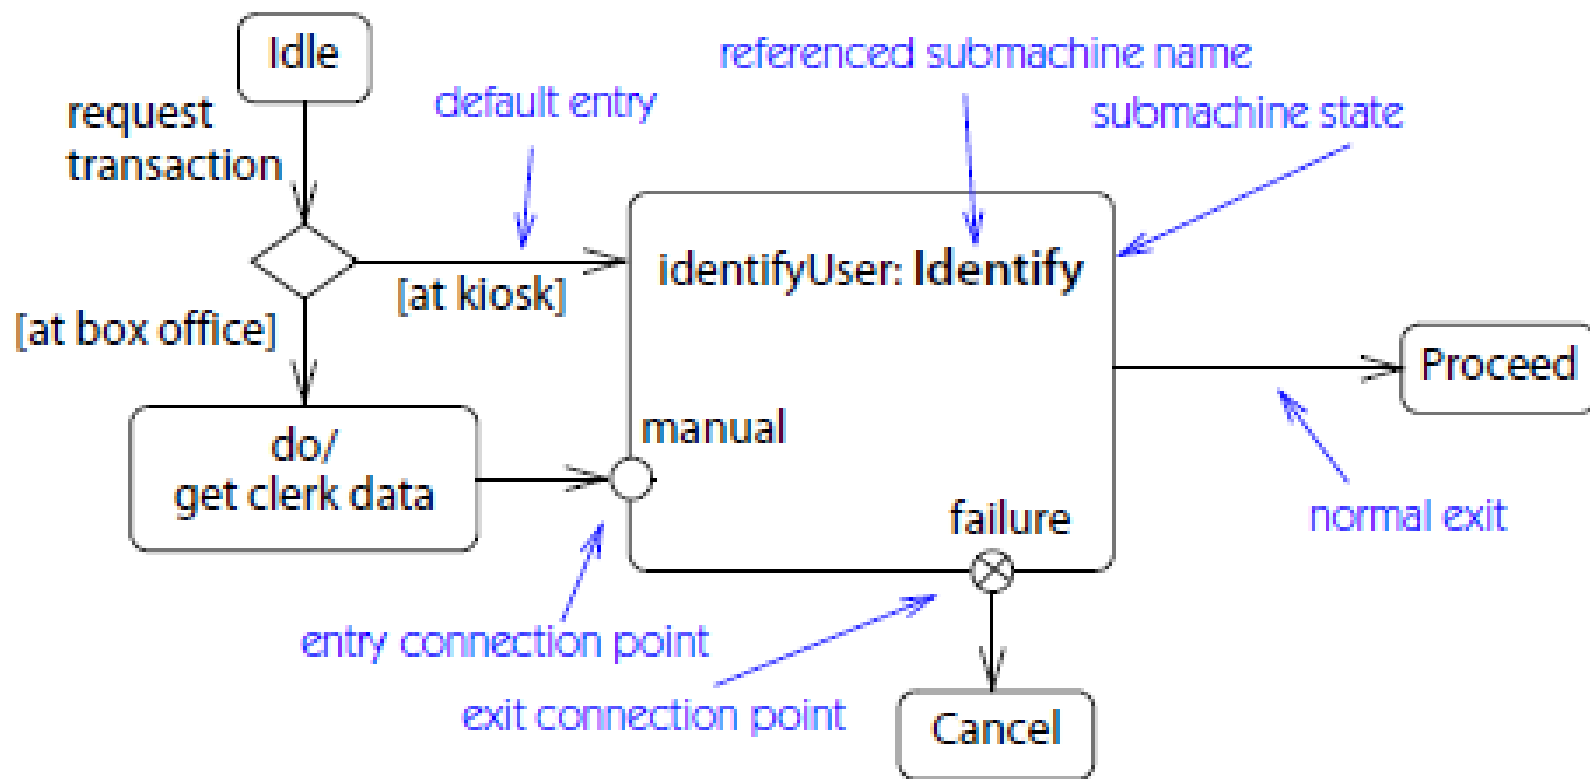 Idle
referenced submachine name
default entry
submachine state
request
transaction
identifyUser: Identify
[at kiosk]
[at box office]
Proceed
manual
do/
get clerk data
failure
normal exit
entry connection point
exit connection point
Cancel